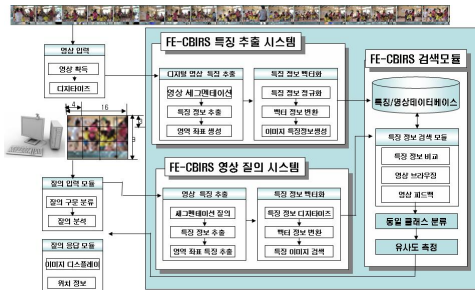 영상 입력
영상 획득
디지타이즈
4
16
질의 입력 모듈
질의 구문 분류
질의 분석
질의 응답 모듈
이미지 디스플레이
위치 정보
FE-CBIRS 특징 추출 시스템
디지털 영상 특징 추출
영상 세그멘테이션
특징 정보 추출
영역 좌표 생성
특징 정보 벡터화
특징 정보 정규화
벡터 정보 변환
이미지 특징정보생성
FE-CBIRS 영상 질의 시스템
영상 특징 추출
세그멘테이션 질의
특징 정보 추출
영역 좌표 특징 추출
특징 정보 벡터화
특징 정보 디지타이즈
벡터 정보 변환
특징 이미지 검색
FE-CBIRS 검색모듈
특징/영상데이터베이스
특징 정보 검색 모듈
특징 정보 비교
영상 브라우징
영상 피드백
동일 클래스 분류
유사도 측정